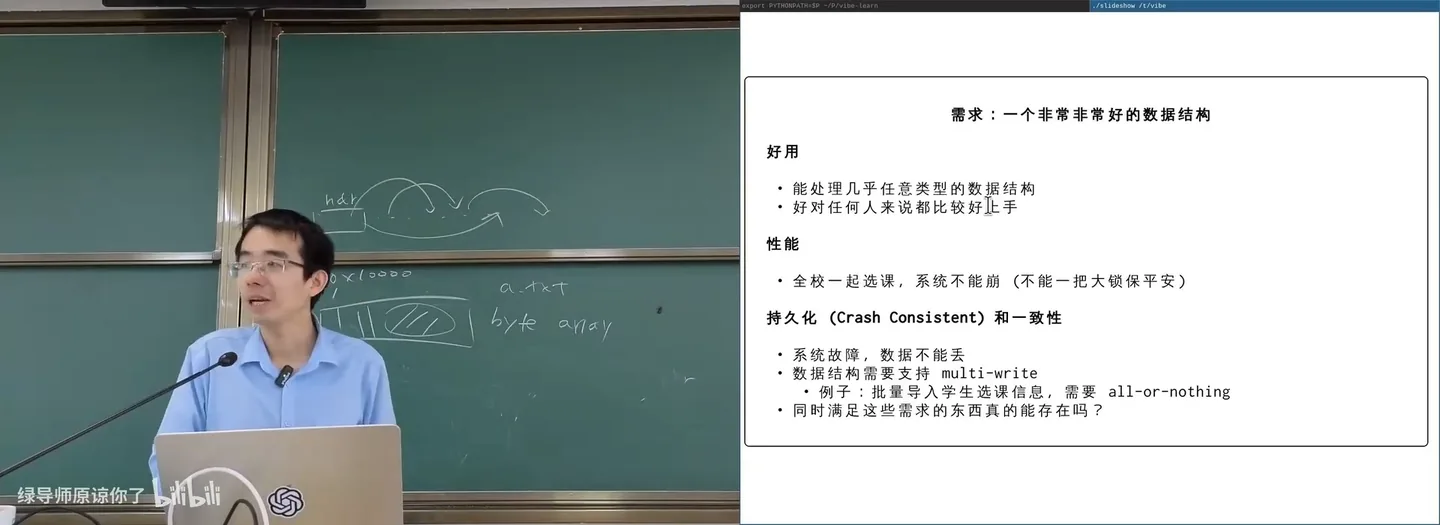 export PYTHONPATH=$P ~/P/vibe-learn
./slideshow /t/vibe
hdr
0x10000
a.txt
byte array
绿导师原谅你了 bilibili
需求：一个非常非常好的数据结构
好用
• 能处理几乎任意类型的数据结构
• 好对任何人来说都比较好上手
性能
• 全校一起选课, 系统不能崩 (不能一把大锁保平安)
持久化 (Crash Consistent) 和一致性
• 系统故障, 数据不能丢
• 数据结构需要支持 multi-write
• 例子：批量导入学生选课信息, 需要 all-or-nothing
• 同时满足这些需求的东西真的能存在吗？